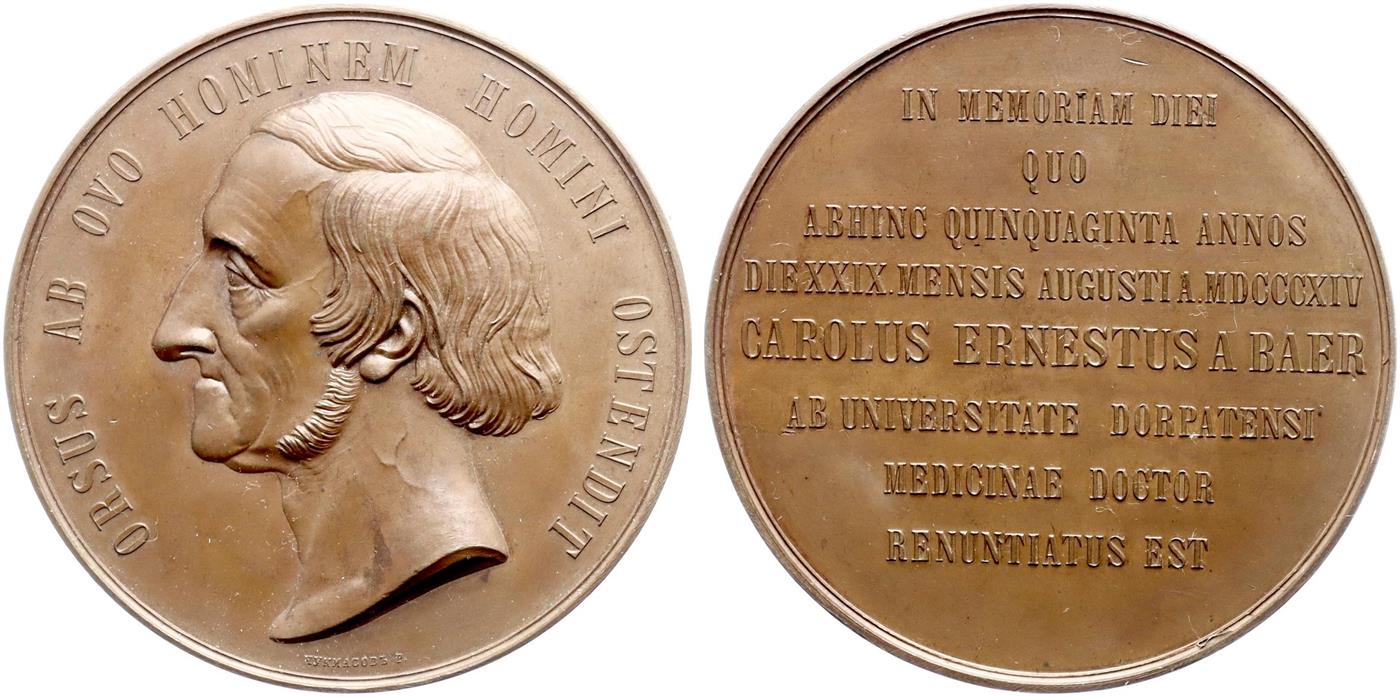 ORSUS AB OVO HOMINEM HOMINI OSTENDIT
ЧУКМАСОВЪ Р.
IN MEMORIAM DIEI
QUO
ABHINC QUINQUAGINTA ANNOS
DIE XXIX. MENSIS AUGUSTI A. MDCCCXIV
CAROLUS ERNESTUS A BAER
AB UNIVERSITATE DORPATENSI
MEDICINAE DOCTOR
RENUNTIATUS EST